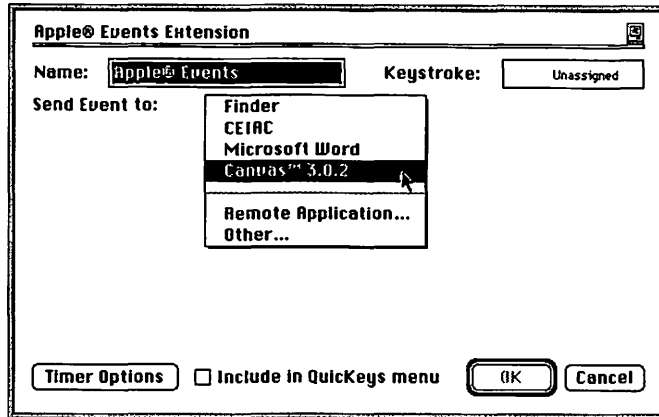 Apple® Events Extension
Name: Apple® Events Keystroke: Unassigned
Send Event to: Finder
CEIAC
Microsoft Word
Canvas™ 3.0.2
Remote Application...
Other...
Timer Options Include in QuicKeys menu OK Cancel